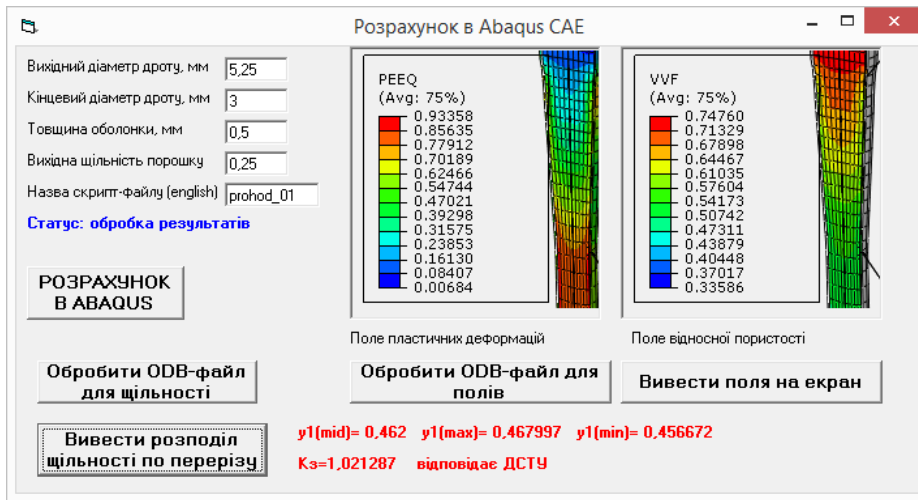 Розрахунок в Abaqus CAE
Вихідний діаметр дроту, мм 5,25
Кінцевий діаметр дроту, мм 3
Товщина оболонки, мм 0,5
Вихідна щільність порошку 0,25
Назва скрипт-файлу (english) prohod_01
Статус: обробка результатів
РОЗРАХУНОК
В ABAQUS
PEEQ
(Avg: 75%)
0.93358
0.85635
0.77912
0.70189
0.62466
0.54744
0.47021
0.39298
0.31575
0.23853
0.16130
0.08407
0.00684
VVF
(Avg: 75%)
0.74760
0.71329
0.67898
0.64467
0.61035
0.57604
0.54173
0.50742
0.47311
0.43879
0.40448
0.37017
0.33586
Поле пластичних деформацій
Поле відносної пористості
Обробити ODB-файл
для щільності
Обробити ODB-файл для
полів
Вивести поля на екран
Вивести розподіл
щільності по перерізу
y1(mid)= 0,462 y1(max)= 0,467997 y1(min)= 0,456672
Кз=1,021287 відповідає ДСТУ